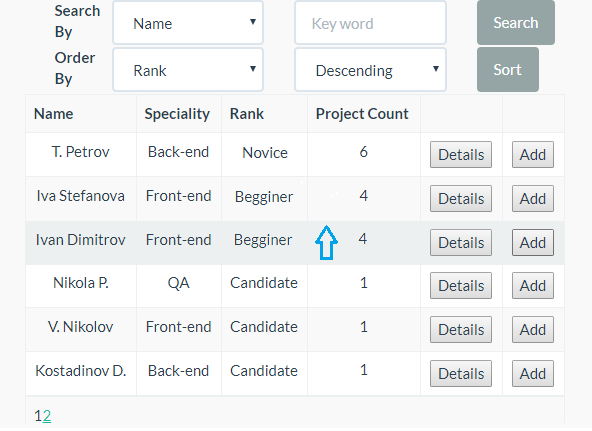 Search By Name Key word Search
Order By Rank Descending Sort
Name Speciality Rank Project Count
T. Petrov Back-end Novice 6 Details Add
Iva Stefanova Front-end Begginer 4 Details Add
Ivan Dimitrov Front-end Begginer 4 Details Add
Nikola P. QA Candidate 1 Details Add
V. Nikolov Front-end Candidate 1 Details Add
Kostadinov D. Back-end Candidate 1 Details Add
12